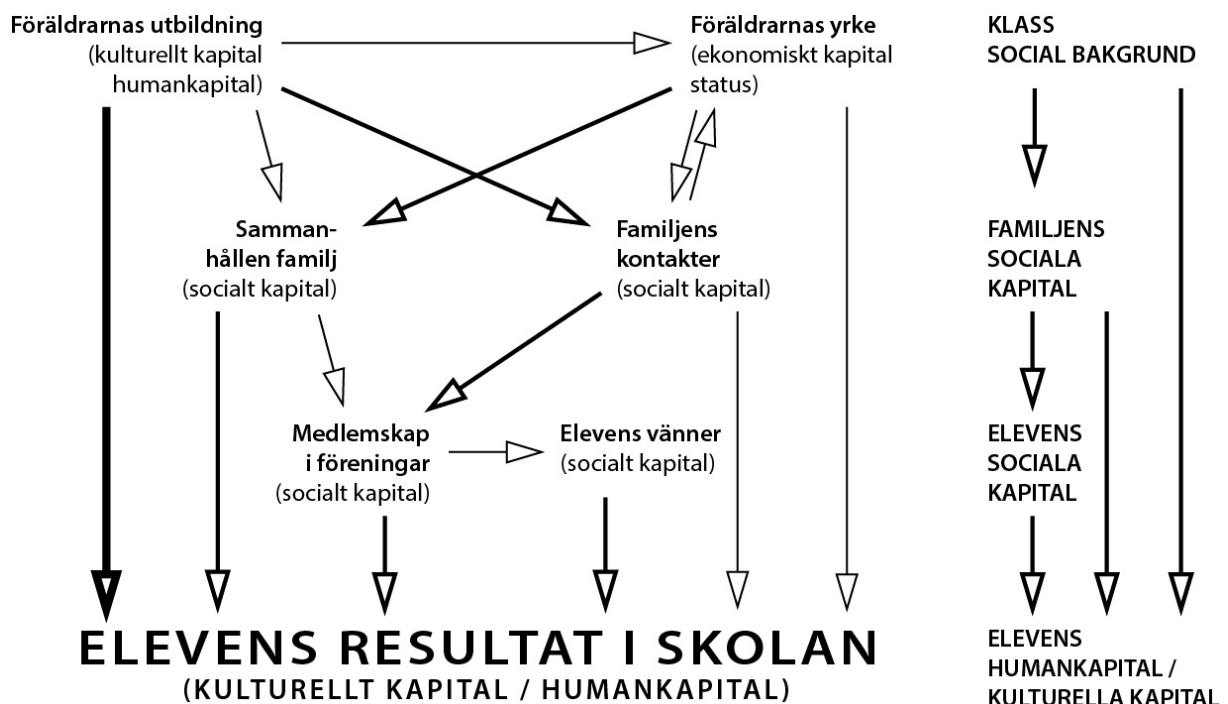 Föräldrarnas utbildning
(kulturellt kapital
humankapital)
Föräldrarnas yrke
(ekonomiskt kapital
status)
KLASS
SOCIAL BAKGRUND
Samman-
hållen familj
(socialt kapital)
Familjens
kontakter
(socialt kapital)
FAMILJENS
SOCIALA
KAPITAL
Medlemskap
i föreningar
(socialt kapital)
Elevens vänner
(socialt kapital)
ELEVENS
SOCIALA
KAPITAL
ELEVENS RESULTAT I SKOLAN
(KULTURELLT KAPITAL / HUMANKAPITAL)
ELEVENS
HUMANKAPITAL /
KULTURELLA KAPITAL